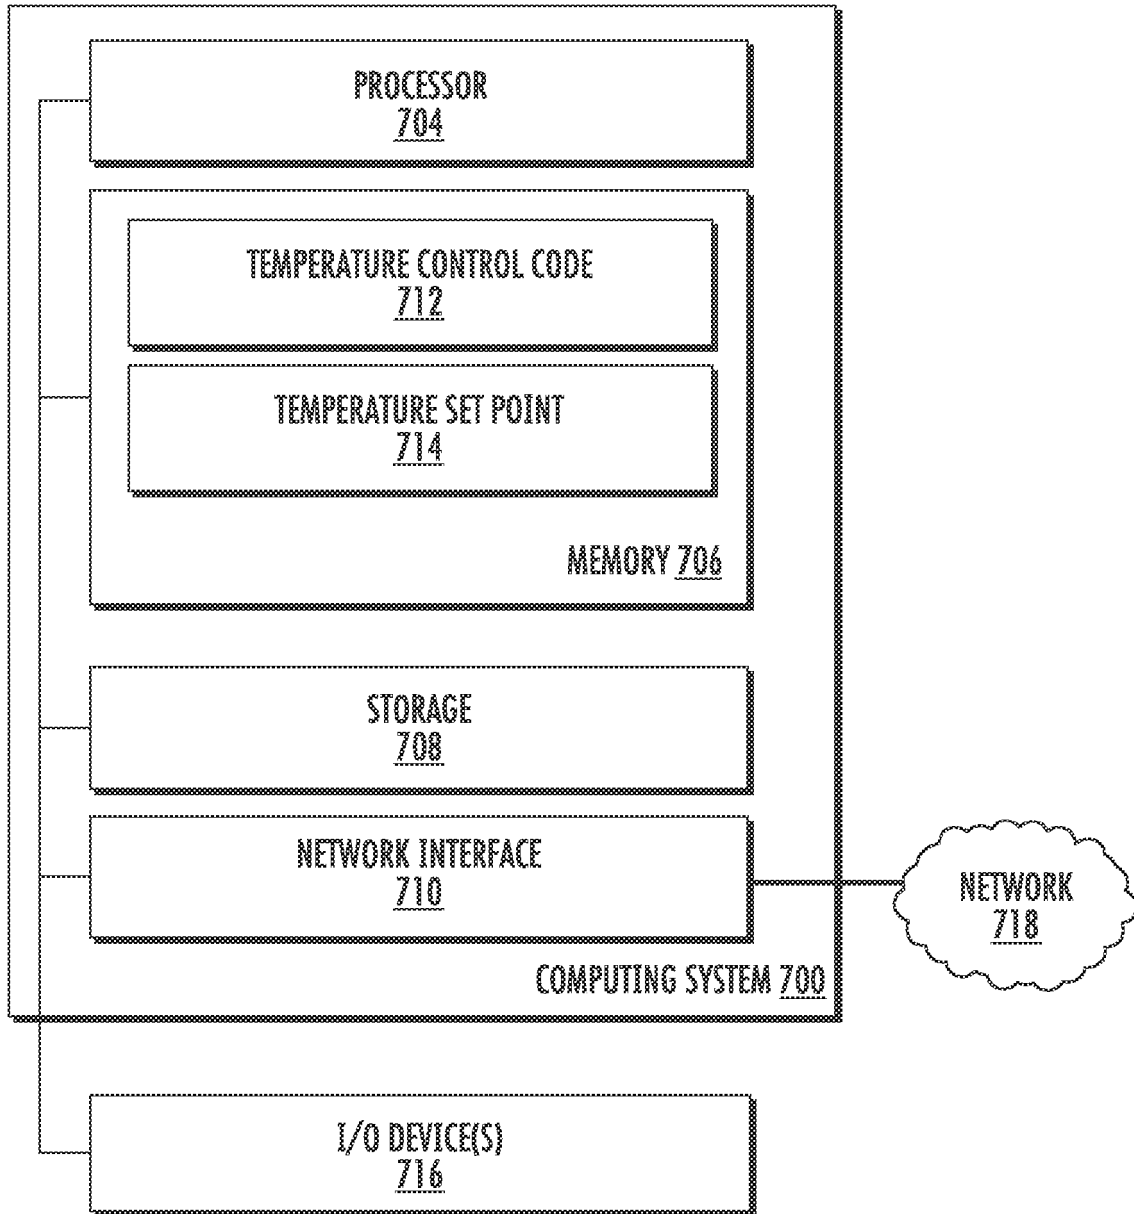 PROCESSOR
704
TEMPERATURE CONTROL CODE
712
TEMPERATURE SET POINT
714
MEMORY 706
STORAGE
708
NETWORK INTERFACE
710
NETWORK
718
COMPUTING SYSTEM 700
I/O DEVICE(S)
716